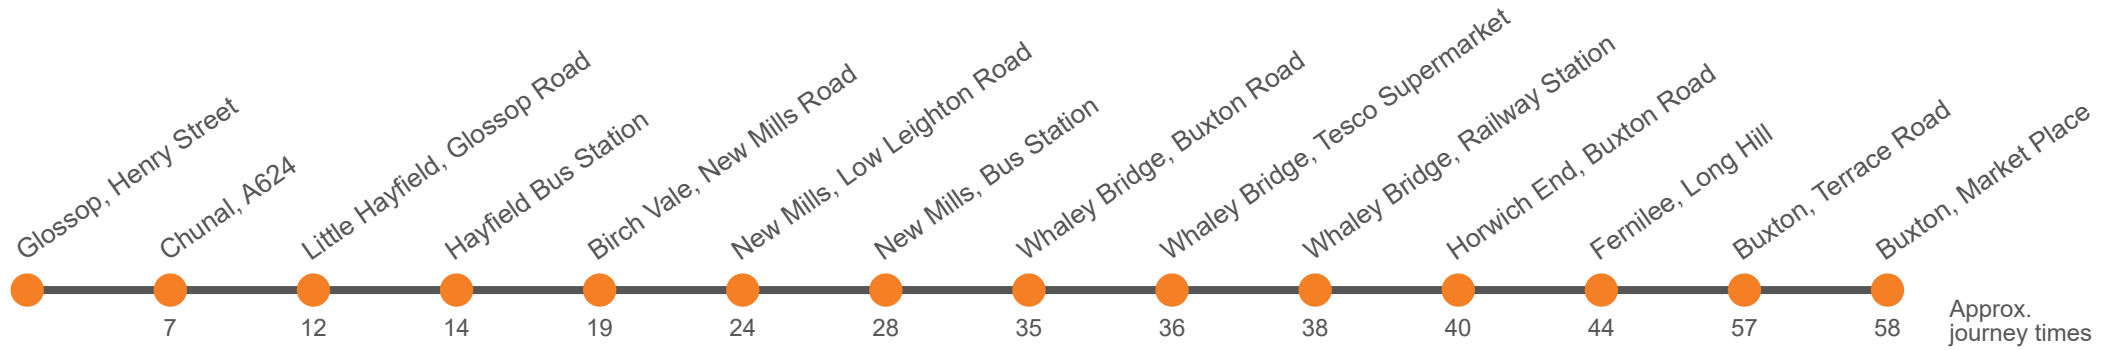 Glossop, Henry Street
Chunal, A624
Little Hayfield, Glossop Road
Hayfield Bus Station
Birch Vale, New Mills Road
New Mills, Low Leighton Road
New Mills, Bus Station
Whaley Bridge, Buxton Road
Whaley Bridge, Tesco Supermarket
Whaley Bridge, Railway Station
Horwich End, Buxton Road
Fernilee, Long Hill
Buxton, Terrace Road
Buxton, Market Place
7 12 14 19 24 28 35 36 38 40 44 57 58
Approx.
journey times